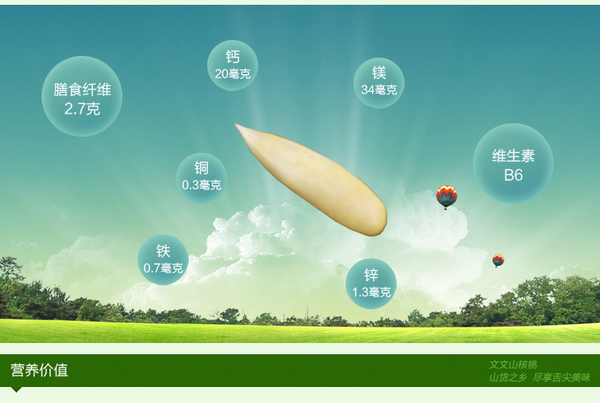 钙
20毫克
镁
34毫克
膳食纤维
2.7克
维生素
B6
铜
0.3毫克
铁
0.7毫克
锌
1.3毫克
营养价值
文文山核桃
山货之乡 尽享舌尖美味